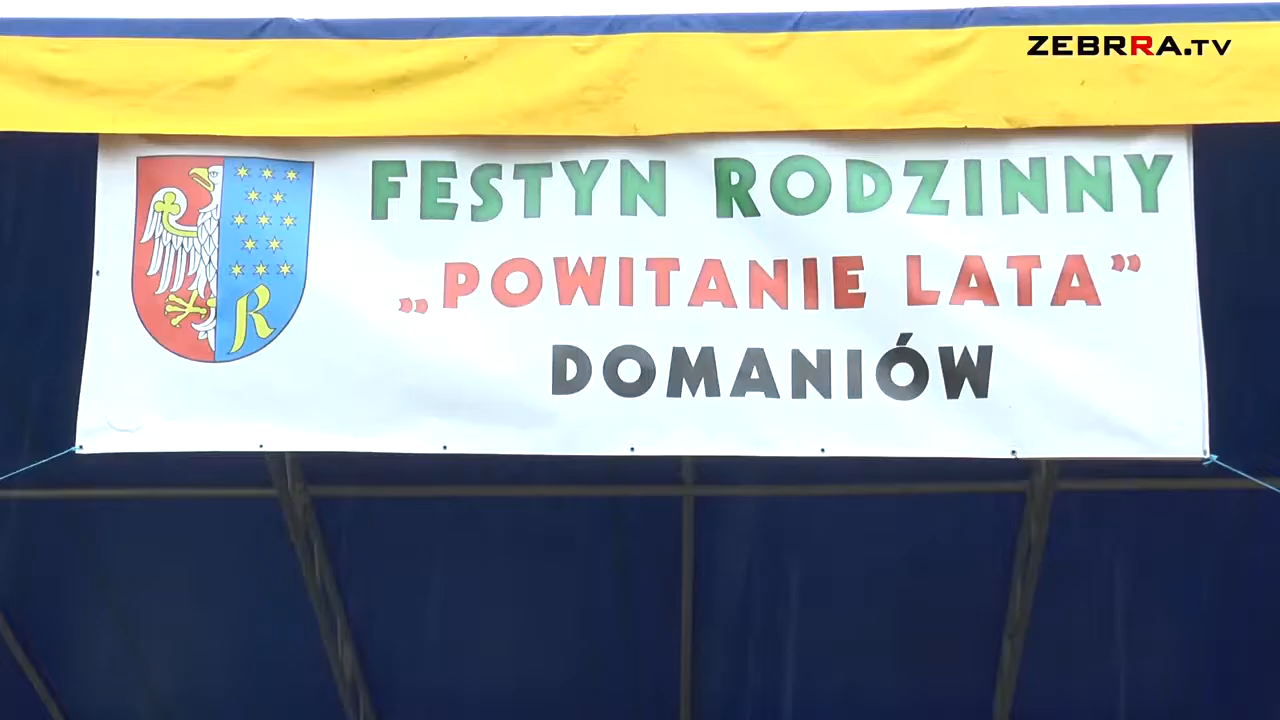 ZEBRRA.TV
FESTYN RODZINNY
„POWITANIE LATA”
DOMANIÓW
R